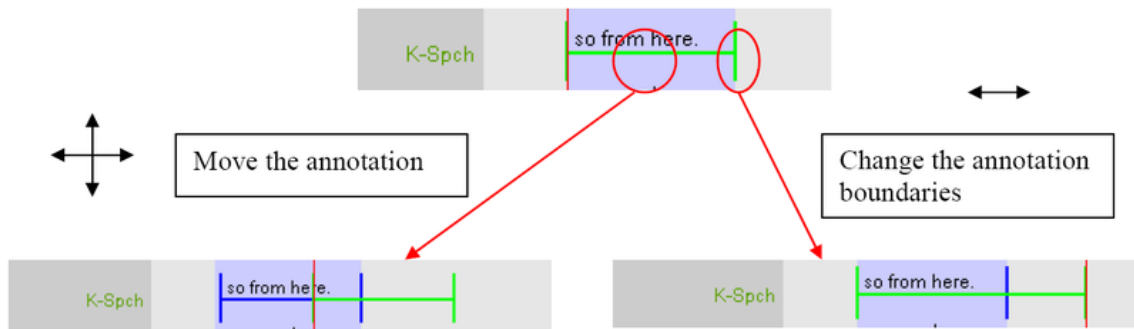 K-Spch so from here.
Move the annotation
Change the annotation
boundaries
K-Spch so from here.
K-Spch so from here.